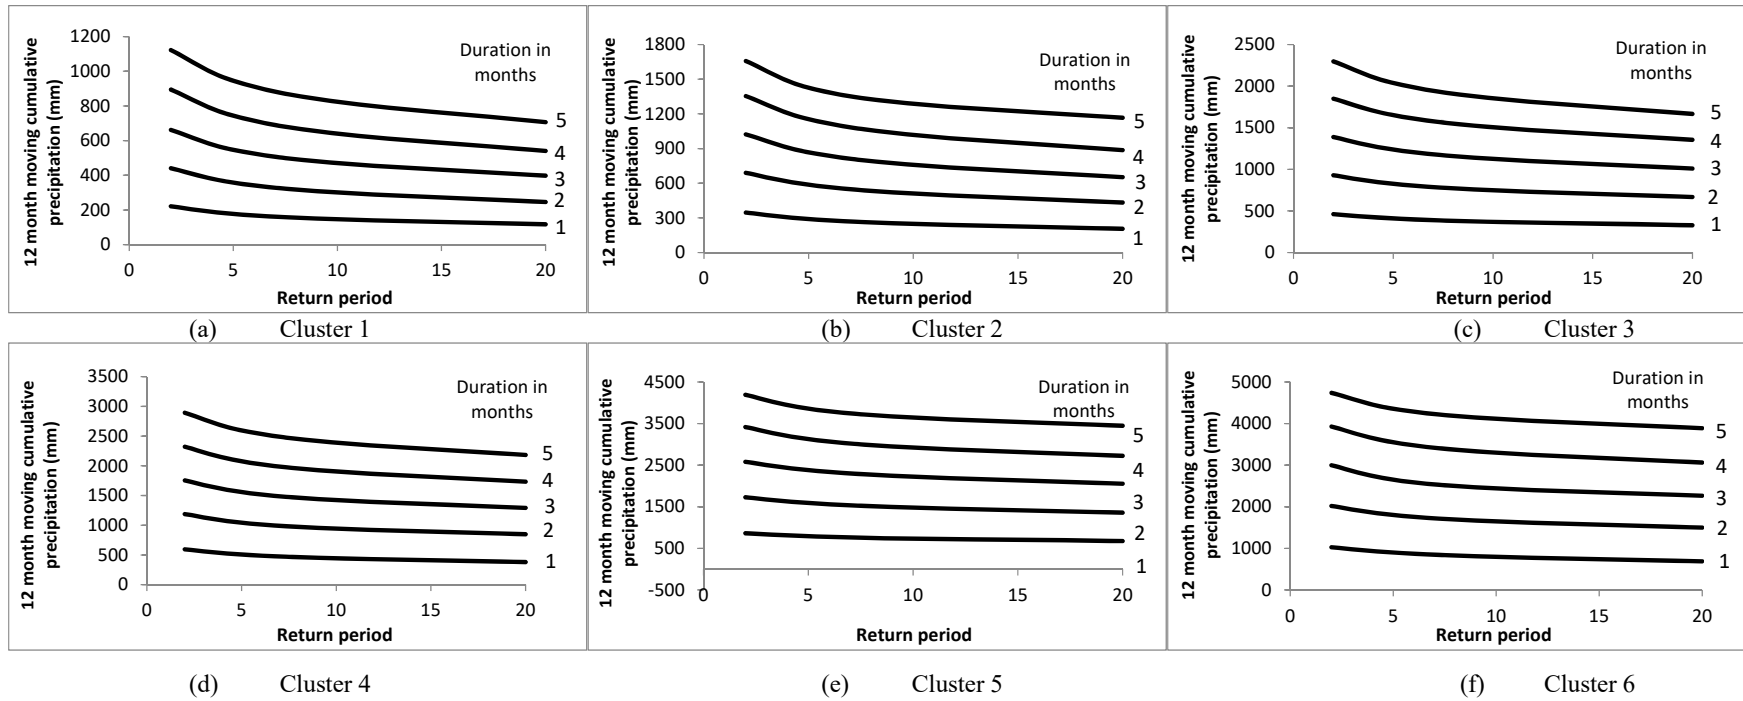 12 month moving cumulative
precipitation (mm)
1200
1000
800
600
400
200
0
0 5 10 15 20
Return period
Duration in
months
5
4
3
2
1
(a) Cluster 1
12 month moving cumulative
precipitation (mm)
1800
1500
1200
900
600
300
0
0 5 10 15 20
Return period
Duration in
months
5
4
3
2
1
(b) Cluster 2
12 month moving cumulative
precipitation (mm)
2500
2000
1500
1000
500
0
0 5 10 15 20
Return period
Duration in
months
5
4
3
2
1
(c) Cluster 3
12 month moving cumulative
precipitation (mm)
3500
3000
2500
2000
1500
1000
500
0
0 5 10 15 20
Return period
Duration in
months
5
4
3
2
1
(d) Cluster 4
12 month moving cumulative
precipitation (mm)
4500
3500
2500
1500
500
-500
0 5 10 15 20
Return period
Duration in
months
5
4
3
2
1
(e) Cluster 5
12 month moving cumulative
precipitation (mm)
5000
4000
3000
2000
1000
0
0 5 10 15 20
Return period
Duration in
months
5
4
3
2
1
(f) Cluster 6